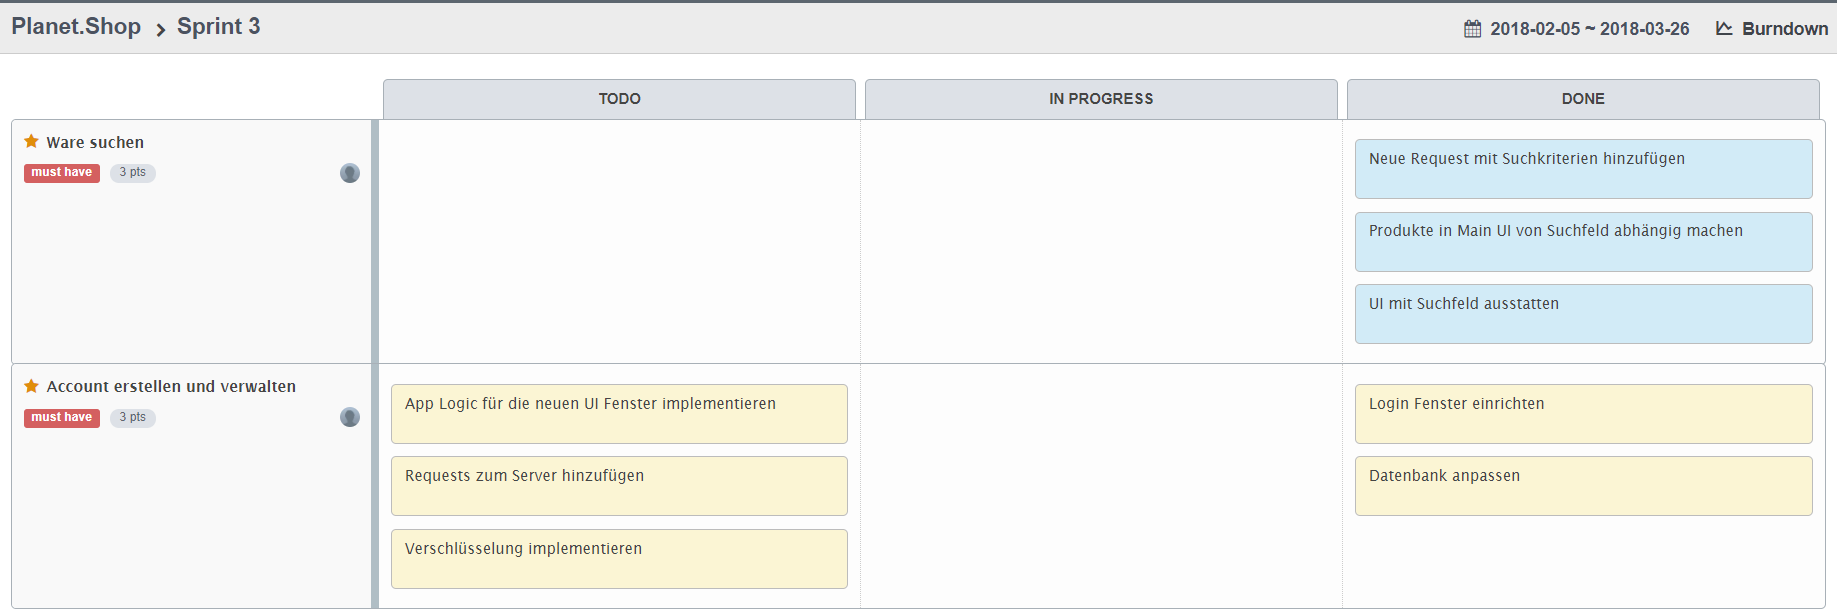 Planet.Shop > Sprint 3
2018-02-05 ~ 2018-03-26 Burndown
TODO IN PROGRESS DONE
Ware suchen
must have 3 pts
Neue Request mit Suchkriterien hinzufügen
Produkte in Main UI von Suchfeld abhängig machen
UI mit Suchfeld ausstatten
Account erstellen und verwalten
must have 3 pts
App Logic für die neuen UI Fenster implementieren
Requests zum Server hinzufügen
Verschlüsselung implementieren
Login Fenster einrichten
Datenbank anpassen